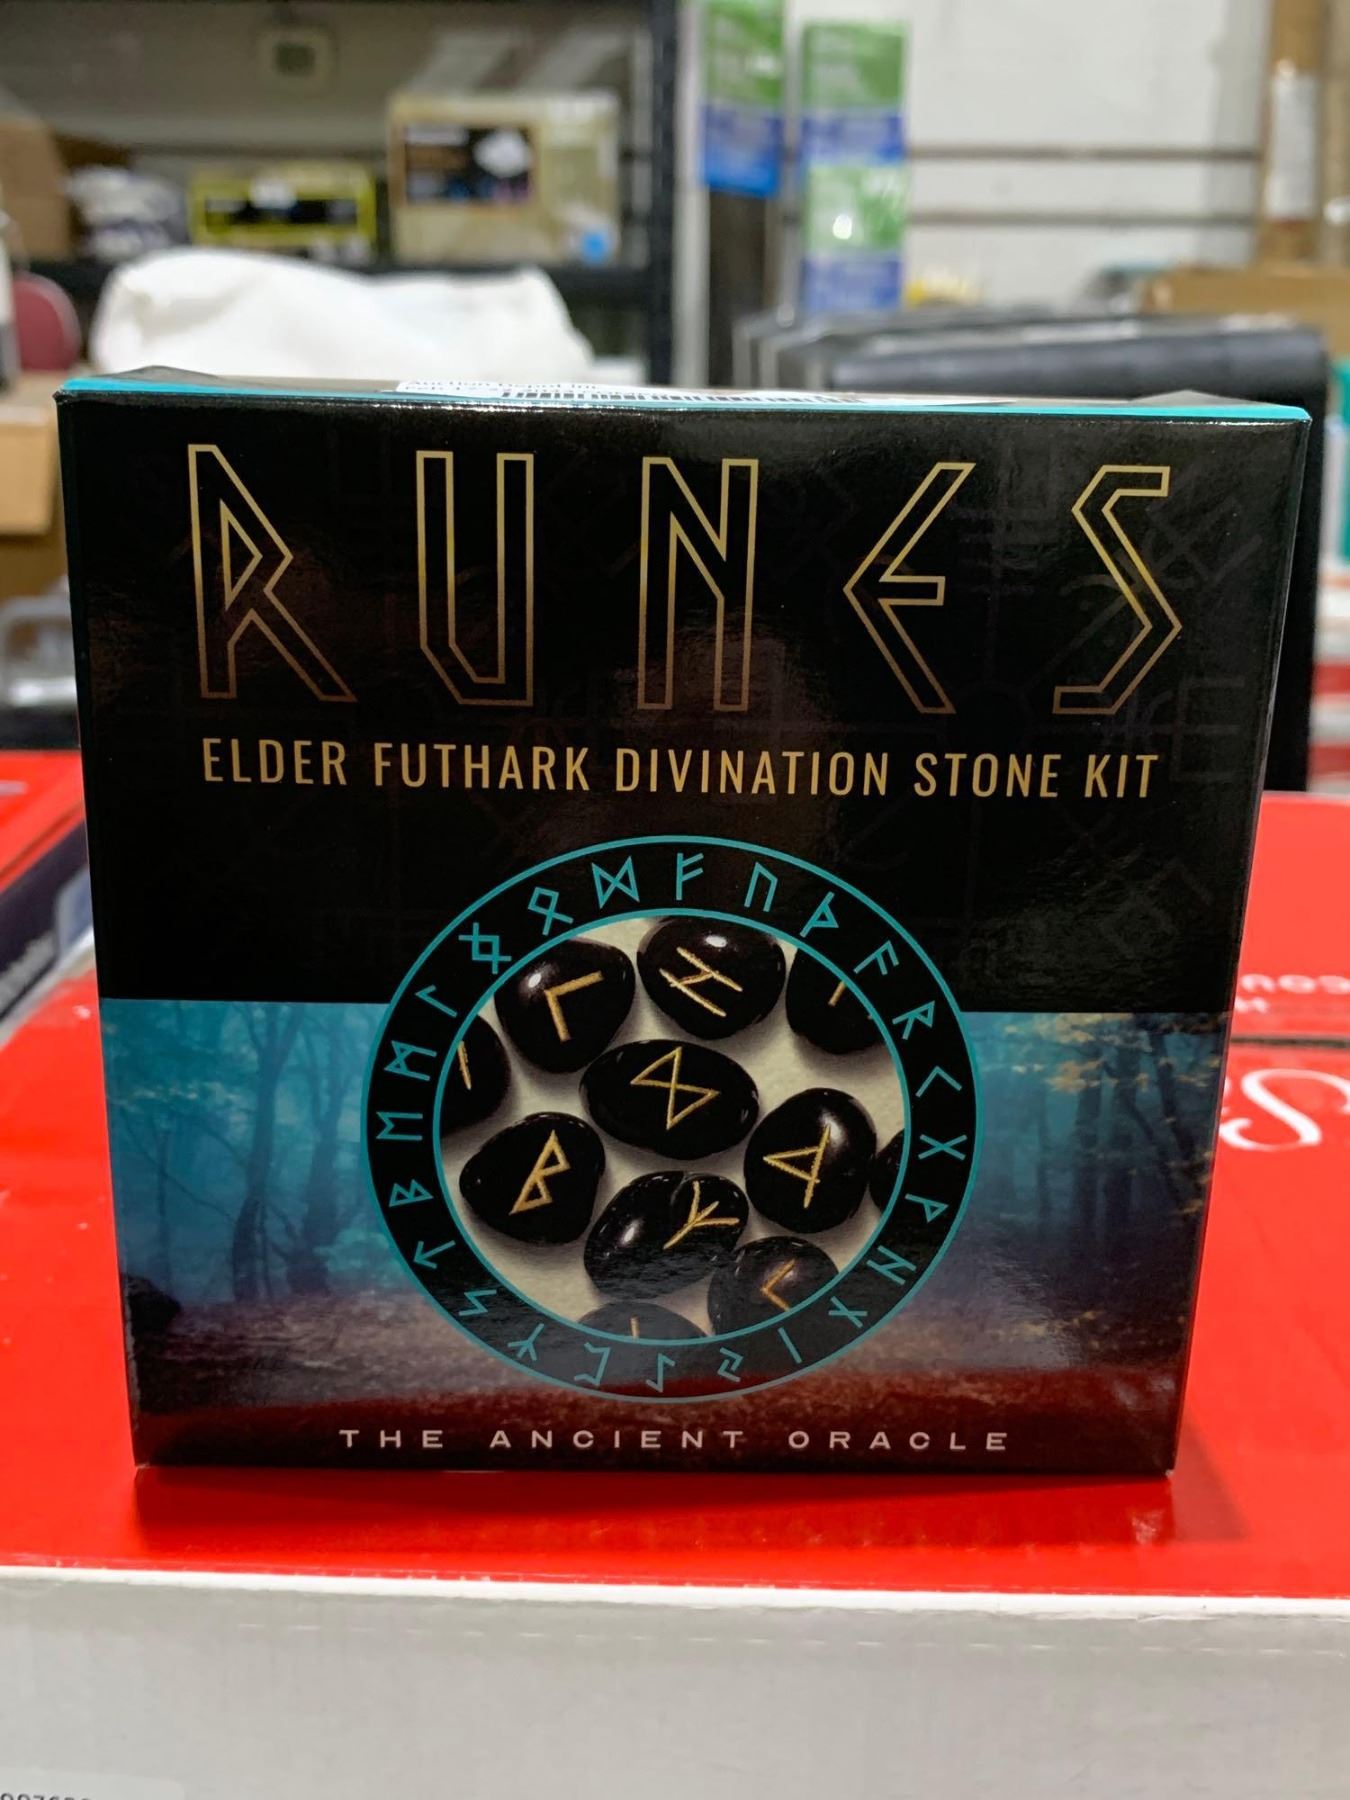 RUNES
ELDER FUTHARK DIVINATION STONE KIT
ᚠ ᚢ ᚦ ᚨ ᚱ ᚲ ᚷ ᚹ ᚺ ᚾ ᛁ ᛃ ᛇ ᛈ ᛉ ᛊ ᛏ ᛒ ᛖ ᛗ ᛚ ᛝ ᛟ ᛞ
THE ANCIENT ORACLE